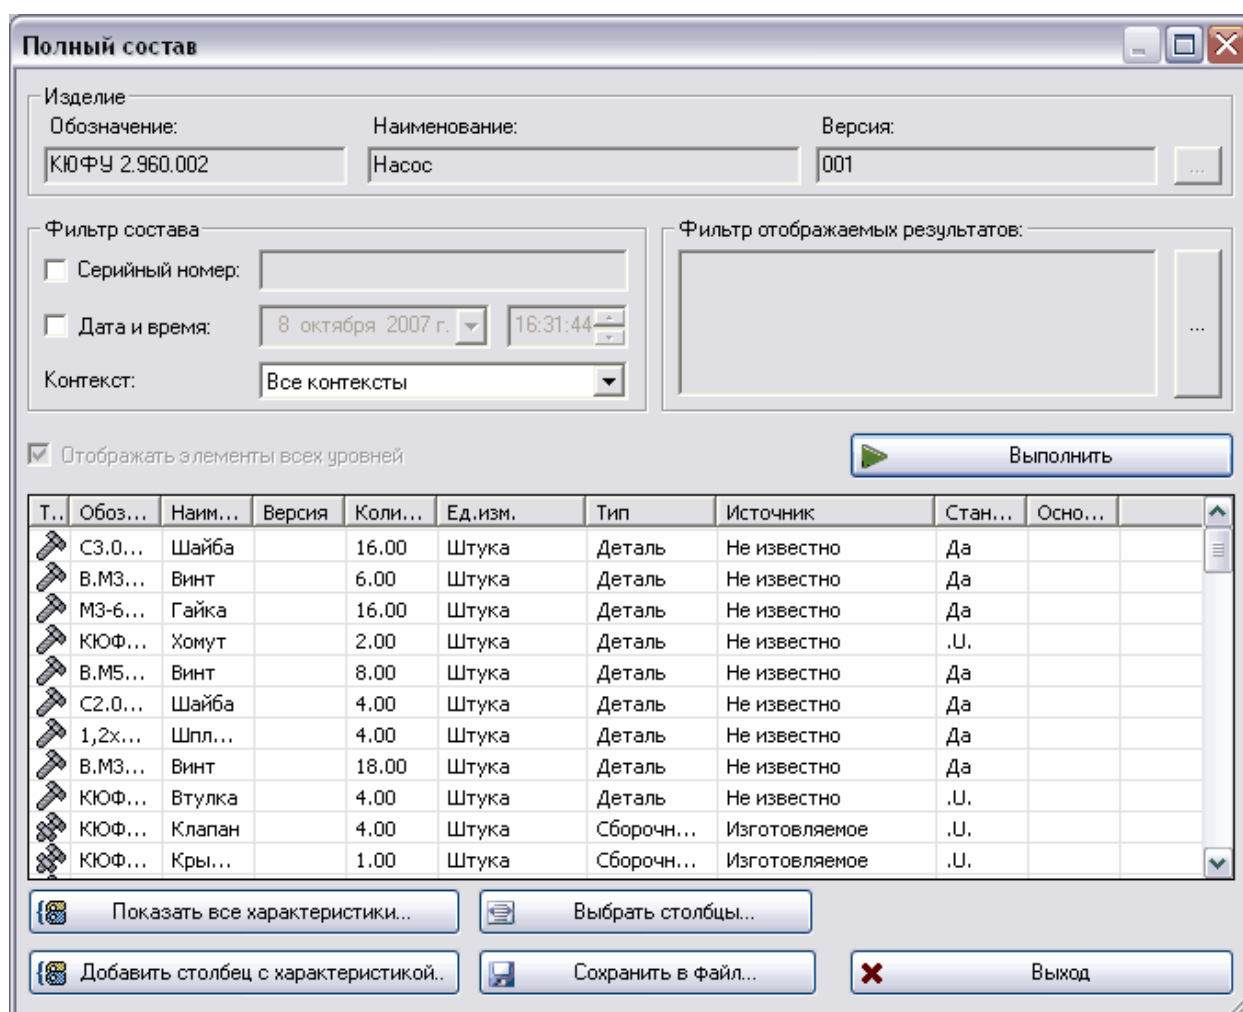 Полный состав
Изделие
Обозначение: Наименование: Версия:
КЮФУ 2.960.002 Насос 001 ...
Фильтр состава Фильтр отображаемых результатов:
Серийный номер:
Дата и время: 8 октября 2007 г. 16:31:44 ...
Контекст: Все контексты
Отображать элементы всех уровней Выполнить
Т.. Обоз... Наим... Версия Коли... Ед.изм. Тип Источник Стан... Осно...
С3.0... Шайба 16.00 Штука Деталь Не известно Да
В.М3... Винт 6.00 Штука Деталь Не известно Да
М3-6... Гайка 16.00 Штука Деталь Не известно Да
КЮФ... Хомут 2.00 Штука Деталь Не известно .U.
В.М5... Винт 8.00 Штука Деталь Не известно Да
С2.0... Шайба 4.00 Штука Деталь Не известно Да
1,2х... Шпл... 4.00 Штука Деталь Не известно Да
В.М3... Винт 18.00 Штука Деталь Не известно Да
КЮФ... Втулка 4.00 Штука Деталь Не известно .U.
КЮФ... Клапан 4.00 Штука Сборочн... Изготовляемое .U.
КЮФ... Кры... 1.00 Штука Сборочн... Изготовляемое .U.
Показать все характеристики... Выбрать столбцы...
Добавить столбец с характеристикой.. Сохранить в файл... Выход